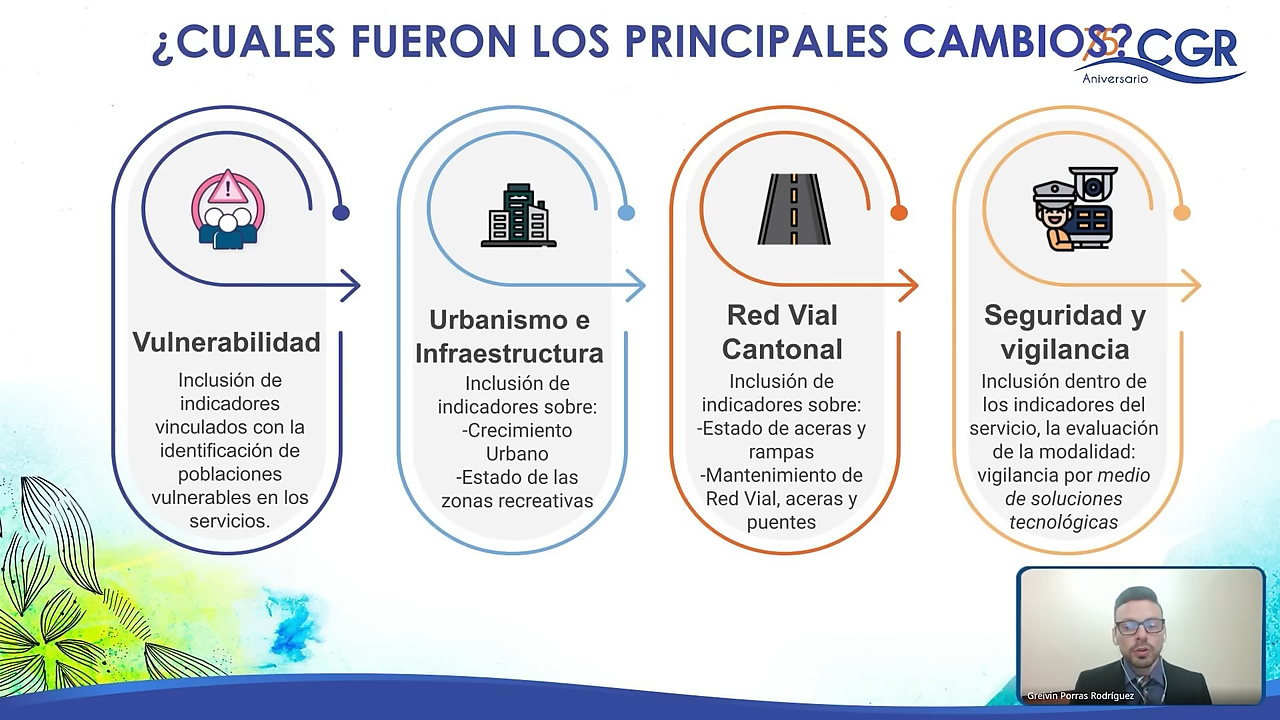 ¿CUALES FUERON LOS PRINCIPALES CAMBIOS?
75 CGR
Aniversario
Vulnerabilidad
Inclusión de
indicadores
vinculados con la
identificación de
poblaciones
vulnerables en los
servicios.
Urbanismo e
Infraestructura
Inclusión de
indicadores sobre:
-Crecimiento
Urbano
-Estado de las
zonas recreativas
Red Vial
Cantonal
Inclusión de
indicadores sobre:
-Estado de aceras y
rampas
-Mantenimiento de
Red Vial, aceras y
puentes
Seguridad y
vigilancia
Inclusión dentro de
los indicadores del
servicio, la evaluación
de la modalidad:
vigilancia por medio
de soluciones
tecnológicas
Greivin Porras Rodríguez